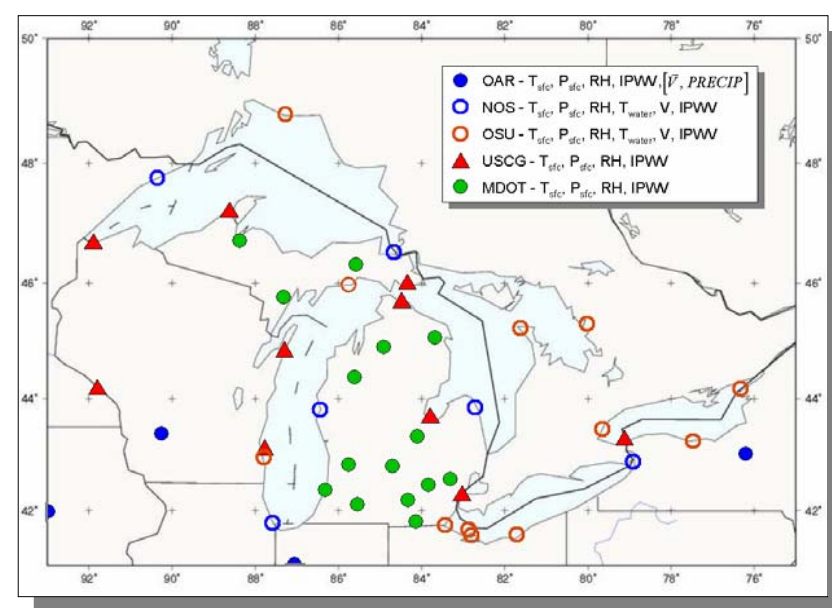 92° 90° 88° 86° 84° 82° 80° 78° 76°
50° 50°
OAR - Tsfc, Psfc, RH, IPWV, [V⃗, PRECIP]
NOS - Tsfc, Psfc, RH, Twater, V, IPWV
OSU - Tsfc, Psfc, RH, Twater, V, IPWV
48° 48°
USCG - Tsfc, Psfc, RH, IPWV
MDOT - Tsfc, Psfc, RH, IPWV
46° 46°
44° 44°
42° 42°
92° 90° 88° 86° 84° 82° 80° 78° 76°